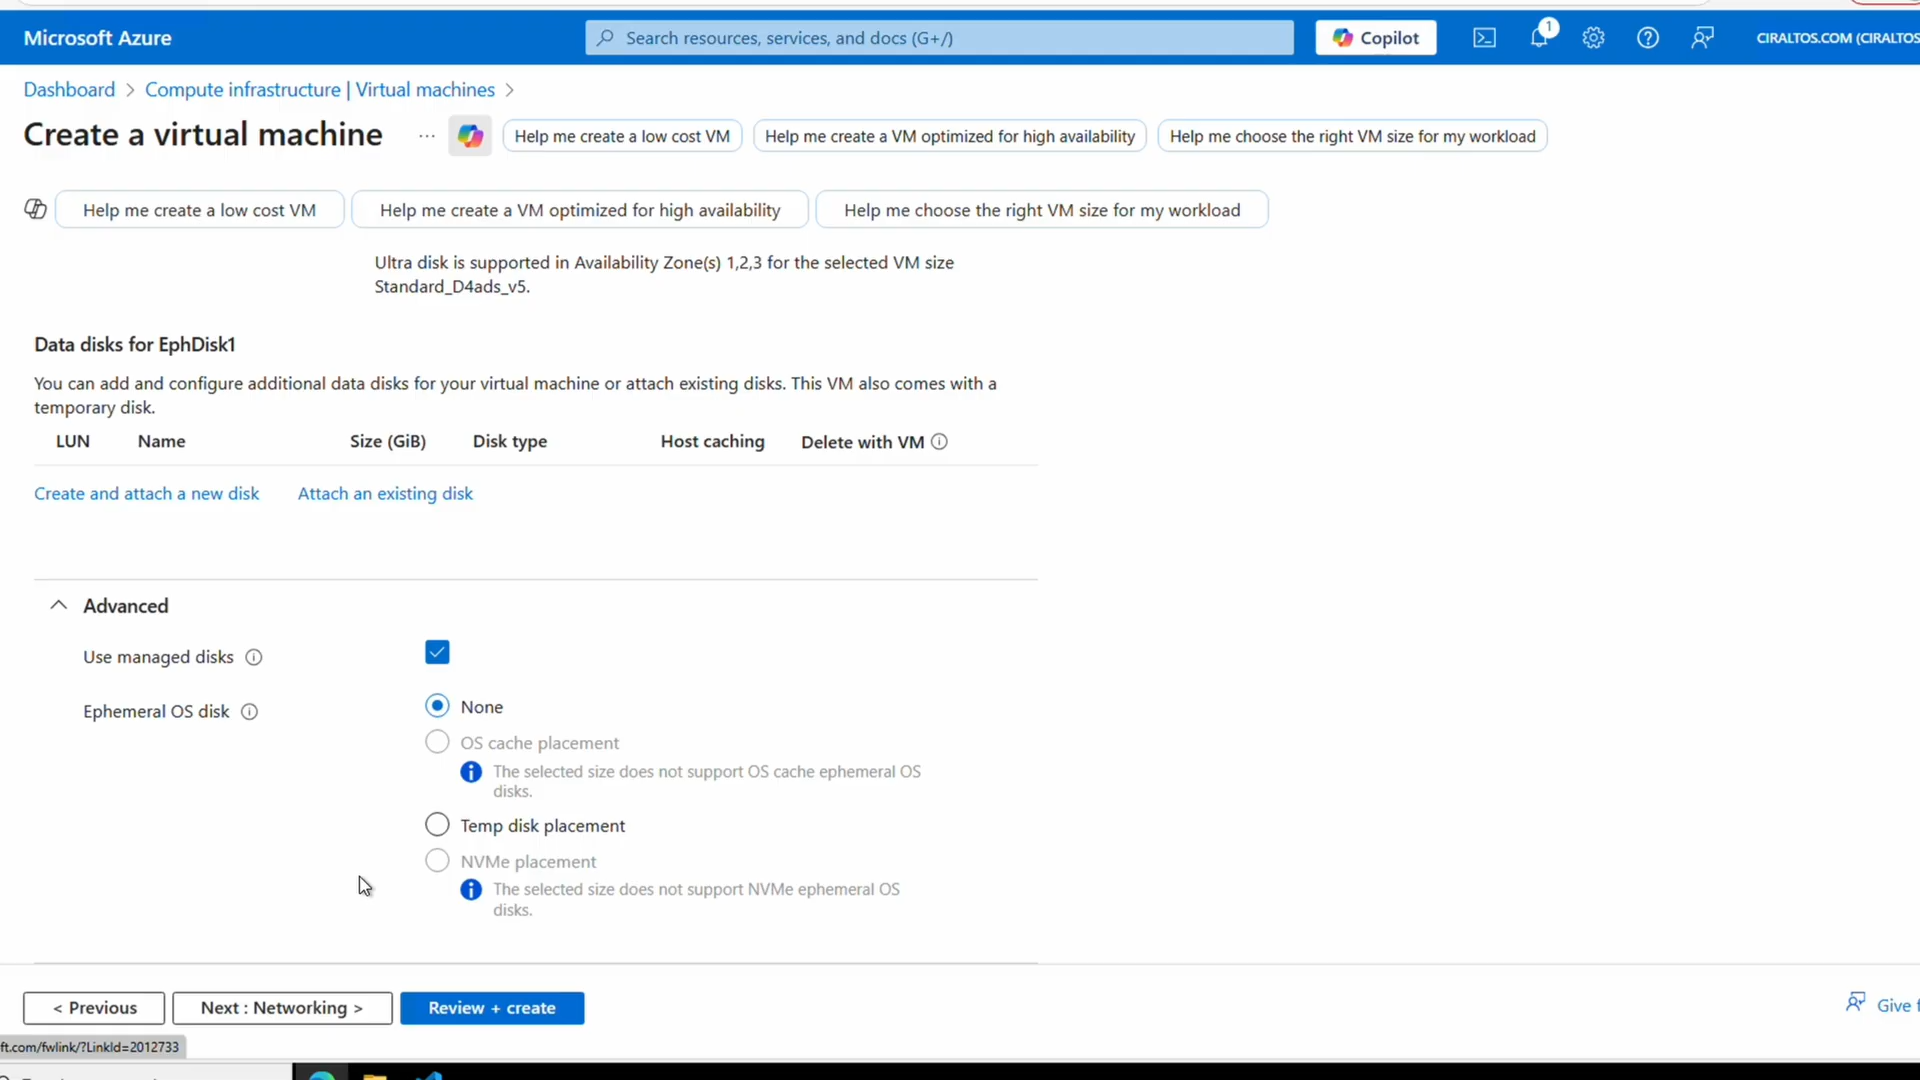 Microsoft Azure
Search resources, services, and docs (G+/)
Copilot
1
CIRALTOS.COM (CIRALTOS
Dashboard > Compute infrastructure | Virtual machines >
Create a virtual machine
...
Help me create a low cost VM
Help me create a VM optimized for high availability
Help me choose the right VM size for my workload
Help me create a low cost VM
Help me create a VM optimized for high availability
Help me choose the right VM size for my workload
Ultra disk is supported in Availability Zone(s) 1,2,3 for the selected VM size
Standard_D4ads_v5.
Data disks for EphDisk1
You can add and configure additional data disks for your virtual machine or attach existing disks. This VM also comes with a
temporary disk.
LUN Name Size (GiB) Disk type Host caching Delete with VM
Create and attach a new disk Attach an existing disk
Advanced
Use managed disks
Ephemeral OS disk
None
OS cache placement
The selected size does not support OS cache ephemeral OS
disks.
Temp disk placement
NVMe placement
The selected size does not support NVMe ephemeral OS
disks.
< Previous
Next : Networking >
Review + create
Give f
ft.com/fwlink/?LinkId=2012733